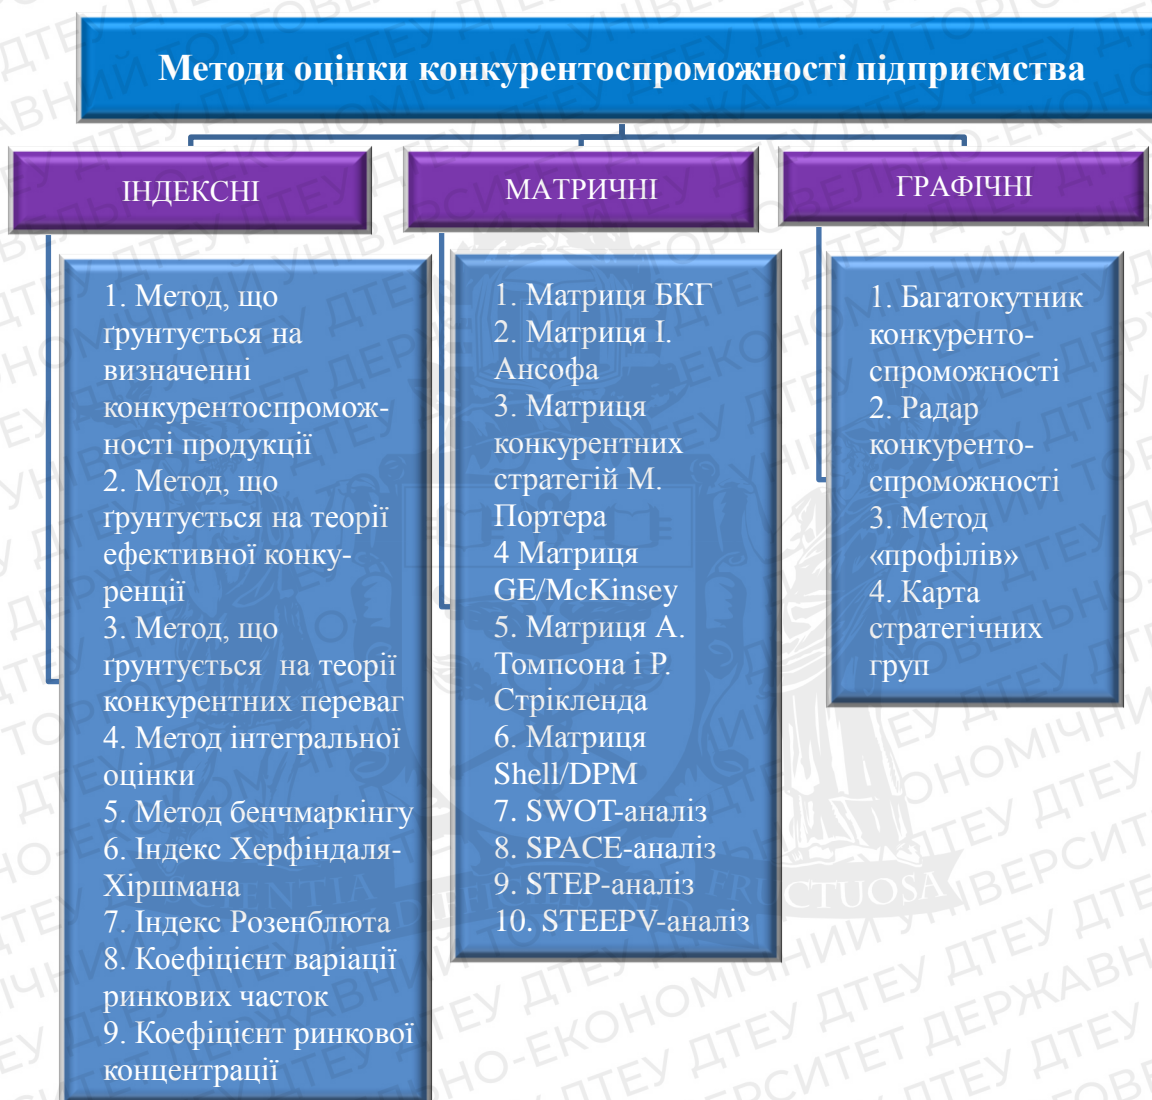 Методи оцінки конкурентоспроможності підприємства
ІНДЕКСНІ
1. Метод, що
ґрунтується на
визначенні
конкурентоспромож-
ності продукції
2. Метод, що
ґрунтується на теорії
ефективної конку-
ренції
3. Метод, що
ґрунтується на теорії
конкурентних переваг
4. Метод інтегральної
оцінки
5. Метод бенчмаркінгу
6. Індекс Херфіндаля-
Хіршмана
7. Індекс Розенблюта
8. Коефіцієнт варіації
ринкових часток
9. Коефіцієнт ринкової
концентрації
МАТРИЧНІ
1. Матриця БКГ
2. Матриця І.
Ансофа
3. Матриця
конкурентних
стратегій М.
Портера
4 Матриця
GE/McKinsey
5. Матриця А.
Томпсона і Р.
Стрікленда
6. Матриця
Shell/DPM
7. SWOT-аналіз
8. SPACE-аналіз
9. STEP-аналіз
10. STEEPV-аналіз
ГРАФІЧНІ
1. Багатокутник
конкуренто-
спроможності
2. Радар
конкуренто-
спроможності
3. Метод
«профілів»
4. Карта
стратегічних
груп